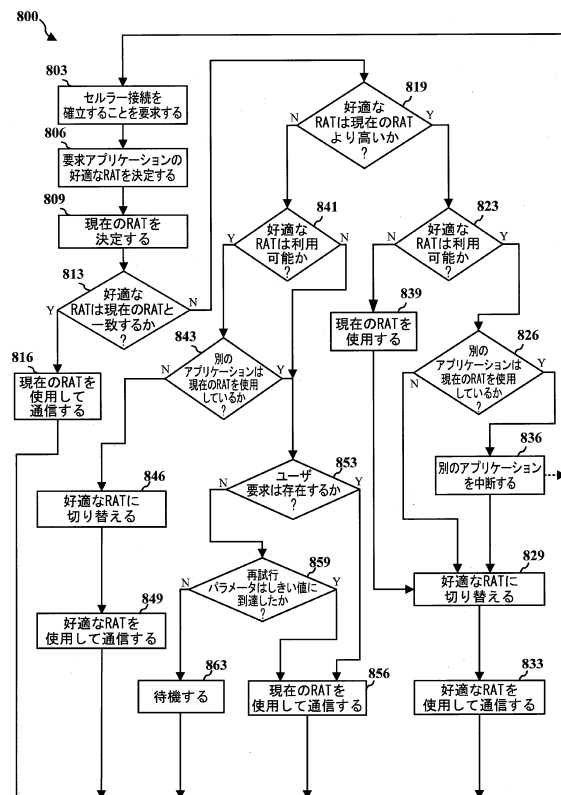 800
803
セルラー接続を
確立することを要求する
806
要求アプリケーションの
好適なRATを決定する
809
現在のRATを
決定する
813
好適な
RATは現在のRATと
一致するか
?
Y
N
816
現在のRATを
使用して
通信する
819
好適な
RATは現在のRAT
より高いか
?
N
Y
841
好適な
RATは利用
可能か
?
Y
N
823
好適な
RATは利用
可能か
?
N
Y
839
現在のRATを
使用する
843
別の
アプリケーションは
現在のRATを使用
しているか
?
N
Y
826
別の
アプリケーションは
現在のRATを使用
しているか
?
N
Y
836
別のアプリケーション
を中断する
846
好適なRATに
切り替える
853
ユーザ
要求は存在するか
?
N
Y
859
再試行
パラメータはしきい値に
到達したか
?
N
Y
829
好適なRATに
切り替える
849
好適なRATを
使用して通信する
863
待機する
856
現在のRATを
使用して通信する
833
好適なRATを
使用して通信する